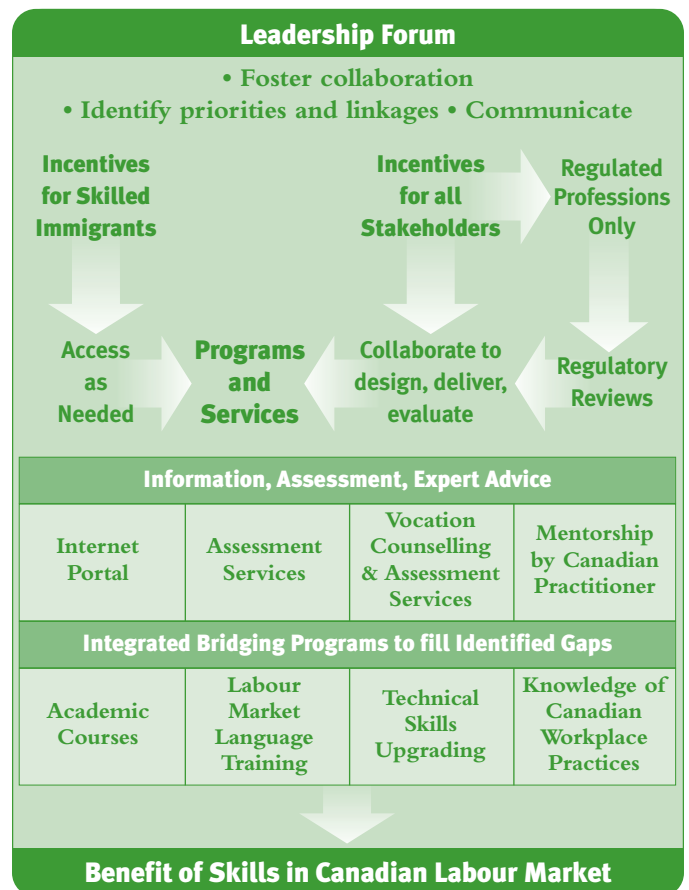 Leadership Forum
• Foster collaboration
• Identify priorities and linkages • Communicate
Incentives
for Skilled
Immigrants
Incentives
for all
Stakeholders
Regulated
Professions
Only
Access
as
Needed
Programs
and
Services
Collaborate to
design, deliver,
evaluate
Regulatory
Reviews
Information, Assessment, Expert Advice
Internet
Portal
Assessment
Services
Vocation
Counselling
& Assessment
Services
Mentorship
by Canadian
Practitioner
Integrated Bridging Programs to fill Identified Gaps
Academic
Courses
Labour
Market
Language
Training
Technical
Skills
Upgrading
Knowledge of
Canadian
Workplace
Practices
Benefit of Skills in Canadian Labour Market